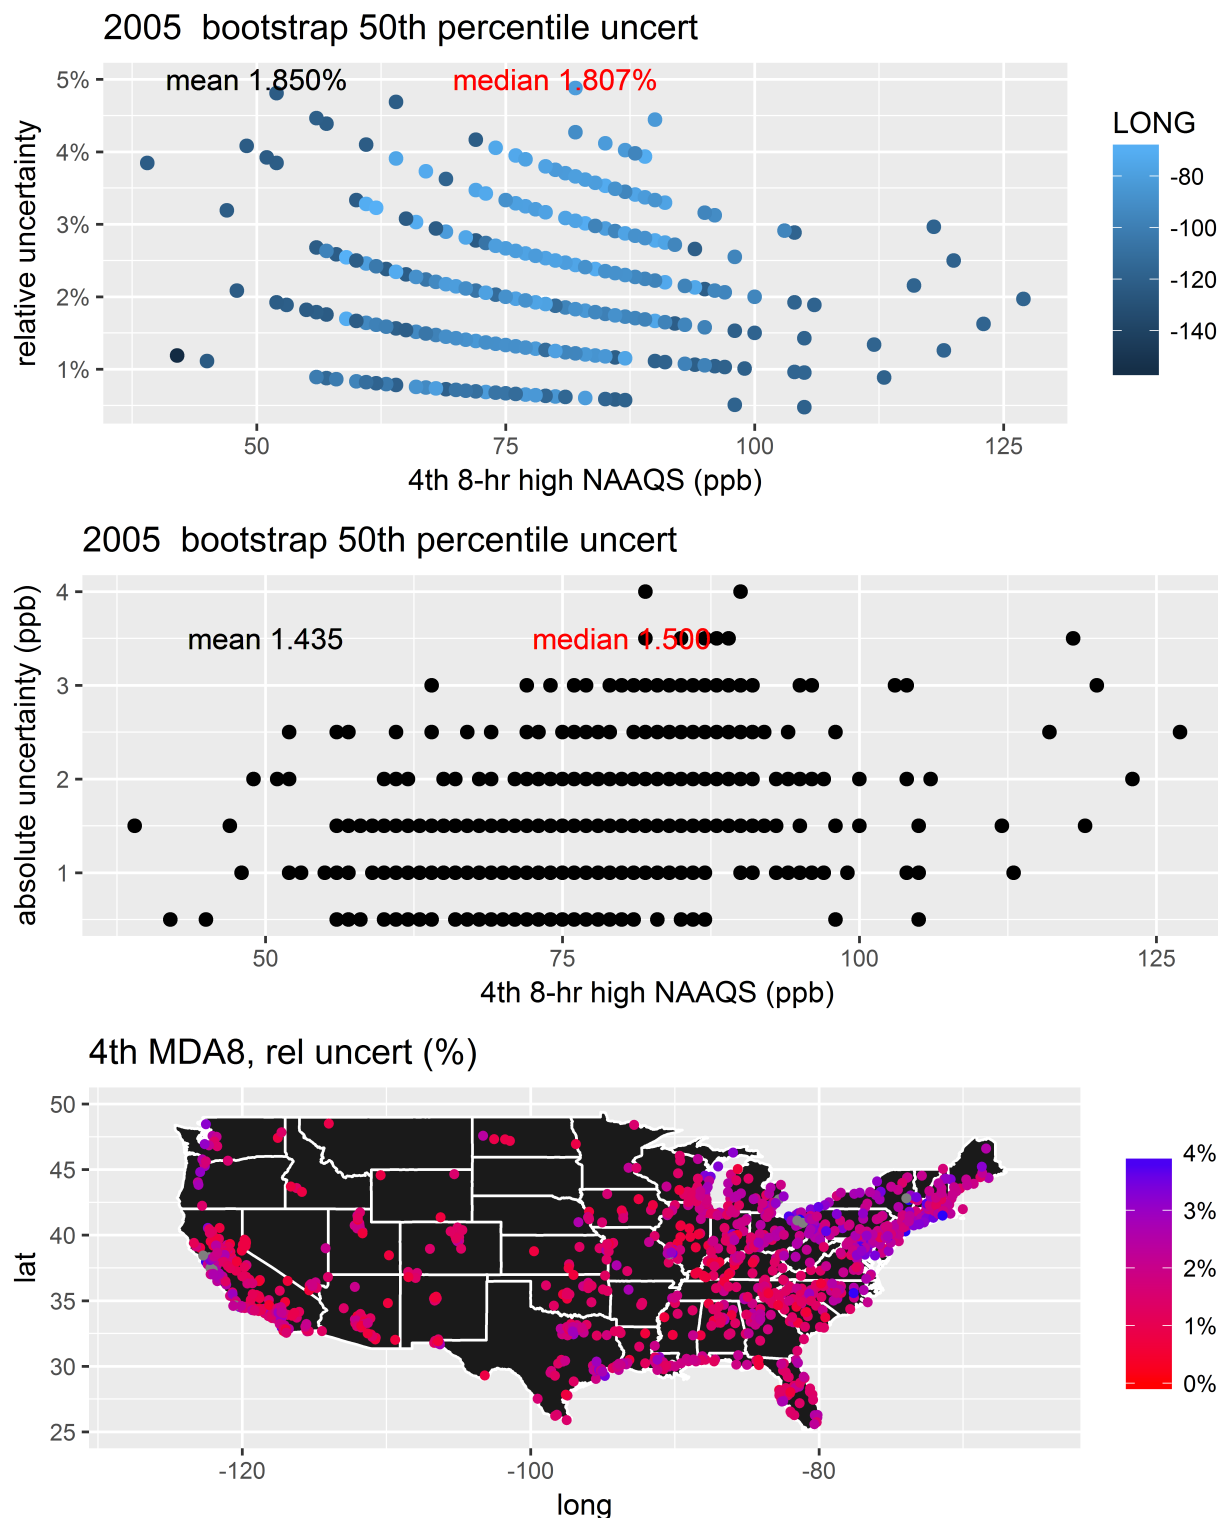 2005  bootstrap 50th percentile uncert
mean 1.850%
median 1.807%
5%
4%
3%
2%
1%
relative uncertainty
50 75 100 125
4th 8-hr high NAAQS (ppb)
LONG
-80
-100
-120
-140
2005  bootstrap 50th percentile uncert
mean 1.435
median 1.500
4
3
2
1
absolute uncertainty (ppb)
50 75 100 125
4th 8-hr high NAAQS (ppb)
4th MDA8, rel uncert (%)
50
45
40
35
30
25
lat
-120 -100 -80
long
4%
3%
2%
1%
0%